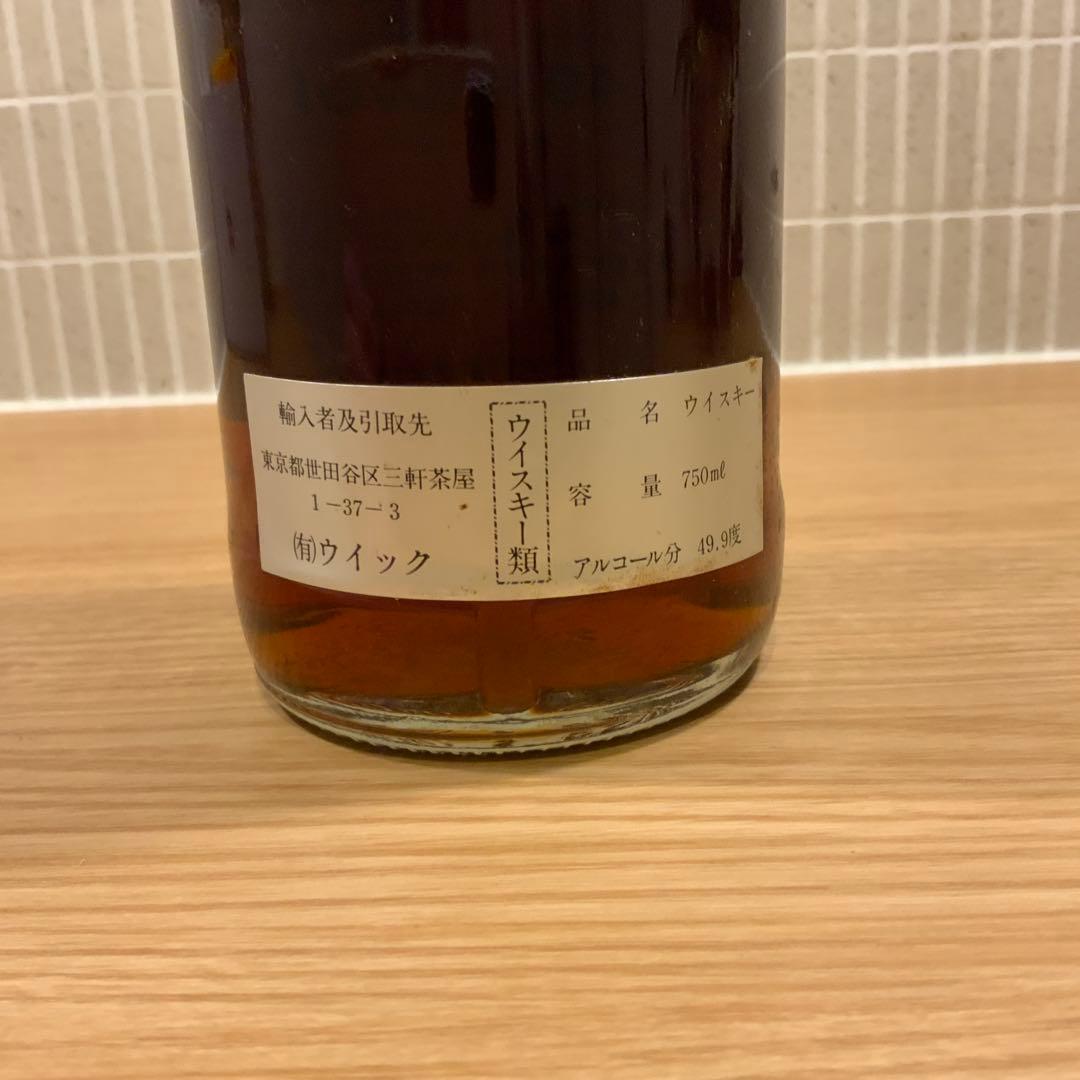 輸入者及引取先
東京都世田谷区三軒茶屋
1-37-3
(有)ウイック
ウイスキー類
品 名 ウイスキー
容 量 750ml
アルコール分 49.9度